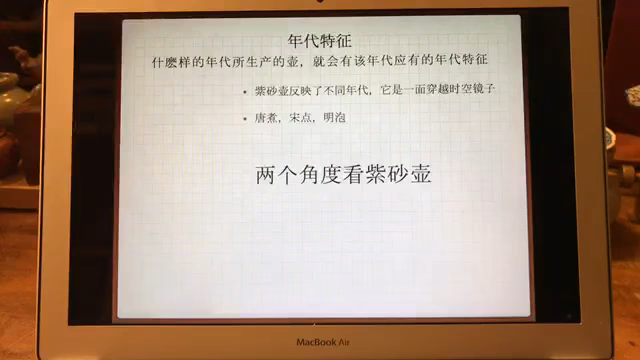 年代特征
什麽样的年代所生产的壶，就会有该年代应有的年代特征
• 紫砂壶反映了不同年代，它是一面穿越时空镜子
• 唐煮，宋点，明泡
两个角度看紫砂壶
MacBook Air